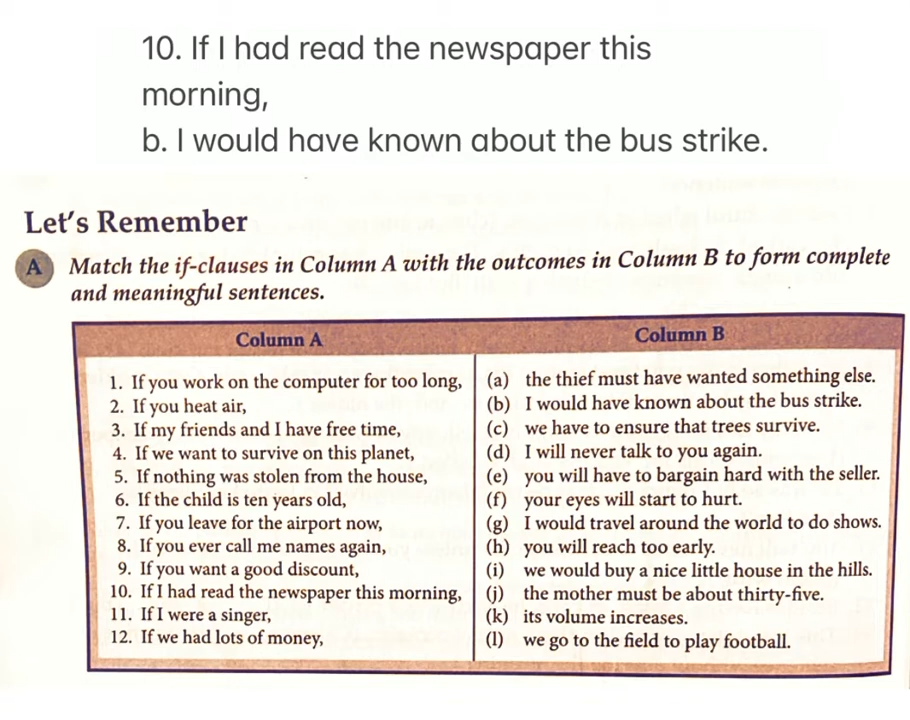 10. If I had read the newspaper this
morning,
b. I would have known about the bus strike.
Let's Remember
A Match the if-clauses in Column A with the outcomes in Column B to form complete
and meaningful sentences.
Column A Column B
1. If you work on the computer for too long, (a) the thief must have wanted something else.
2. If you heat air, (b) I would have known about the bus strike.
3. If my friends and I have free time, (c) we have to ensure that trees survive.
4. If we want to survive on this planet, (d) I will never talk to you again.
5. If nothing was stolen from the house, (e) you will have to bargain hard with the seller.
6. If the child is ten years old, (f) your eyes will start to hurt.
7. If you leave for the airport now, (g) I would travel around the world to do shows.
8. If you ever call me names again, (h) you will reach too early.
9. If you want a good discount, (i) we would buy a nice little house in the hills.
10. If I had read the newspaper this morning, (j) the mother must be about thirty-five.
11. If I were a singer, (k) its volume increases.
12. If we had lots of money, (l) we go to the field to play football.